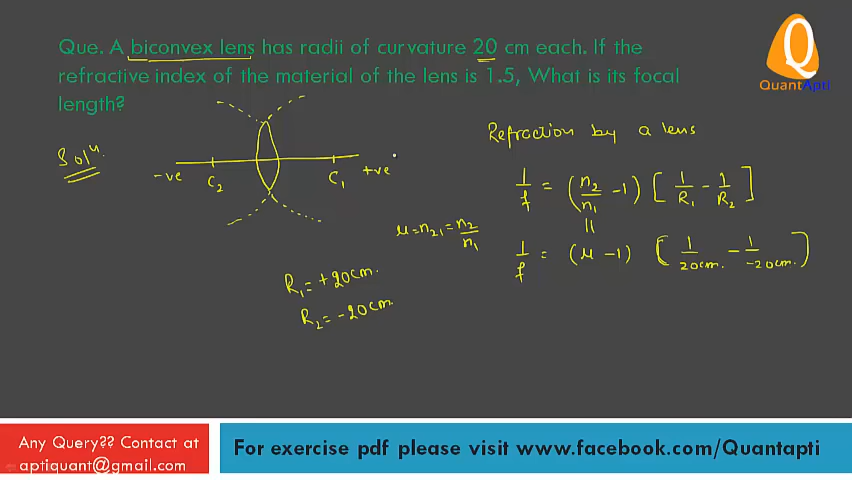 Que. A biconvex lens has radii of curvature 20 cm each. If the
refractive index of the material of the lens is 1.5, What is its focal
length?
QuantApti
Solⁿ.
-ve C₂ C₁ +ve
R₁ = +20cm.
R₂ = -20cm
μ = n₂₁ = n₂/n₁
Refraction by a lens
1/f = (n₂/n₁ - 1) [1/R₁ - 1/R₂]
||
1/f = (μ - 1) [1/20cm. - 1/-20cm.]
Any Query?? Contact at
aptiquant@gmail.com
For exercise pdf please visit www.facebook.com/Quantapti